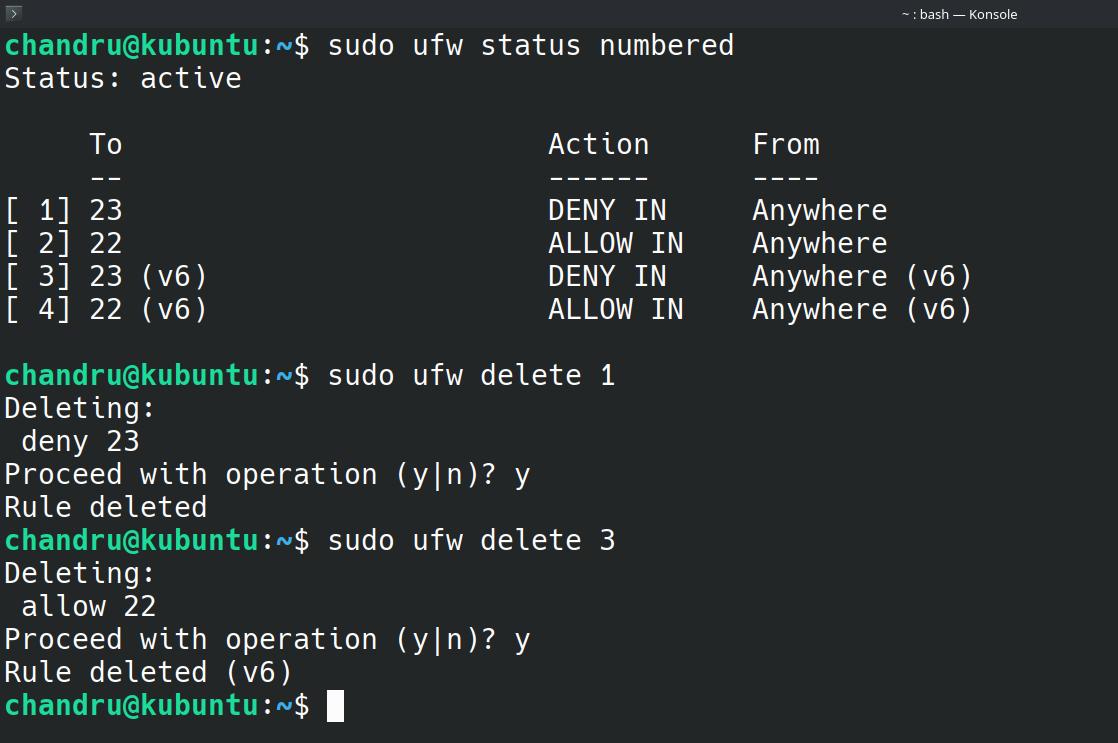 ~ : bash — Konsole
chandru@kubuntu:~$ sudo ufw status numbered
Status: active
To Action From
-- ------ ----
[ 1] 23 DENY IN Anywhere
[ 2] 22 ALLOW IN Anywhere
[ 3] 23 (v6) DENY IN Anywhere (v6)
[ 4] 22 (v6) ALLOW IN Anywhere (v6)
chandru@kubuntu:~$ sudo ufw delete 1
Deleting:
deny 23
Proceed with operation (y|n)? y
Rule deleted
chandru@kubuntu:~$ sudo ufw delete 3
Deleting:
allow 22
Proceed with operation (y|n)? y
Rule deleted (v6)
chandru@kubuntu:~$